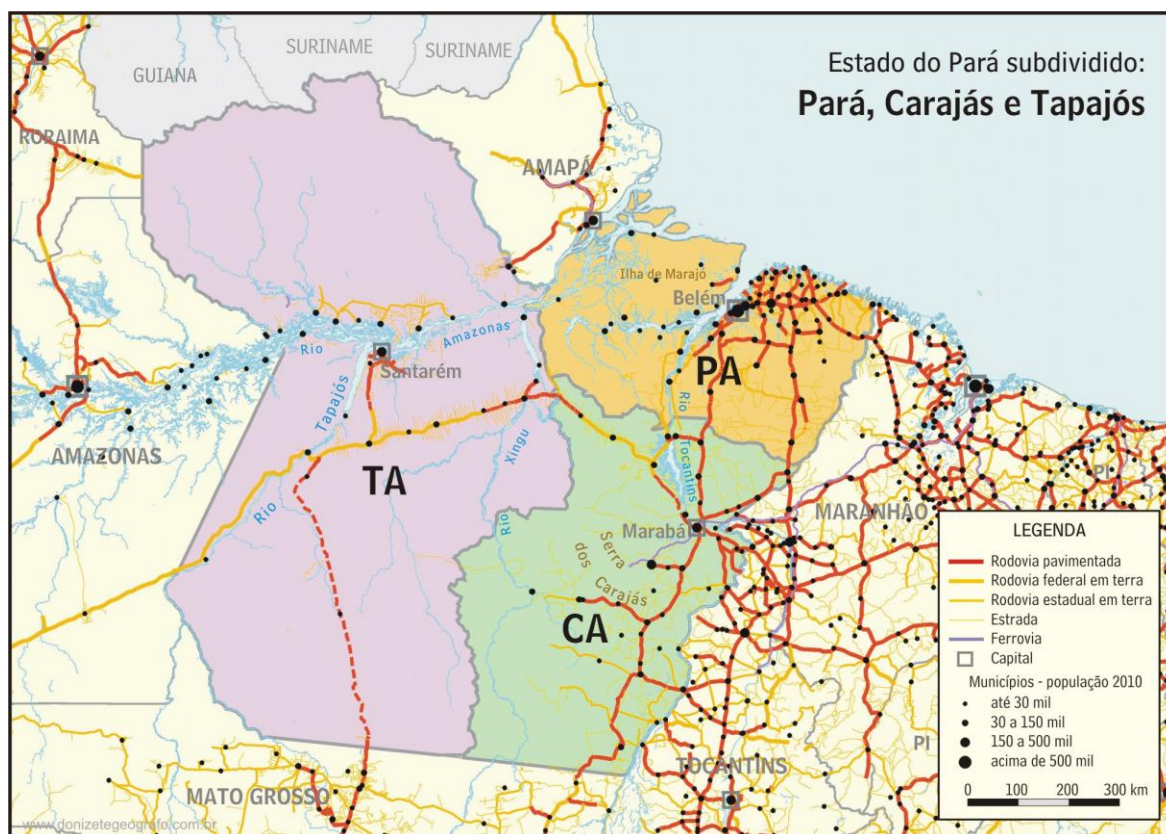 Estado do Pará subdividido:
Pará, Carajás e Tapajós
SURINAME
SURINAME
GUIANA
RORAIMA
AMAPÁ
Ilha de Marajó
Belém
Rio
Amazonas
Santarém
Tapajós
PA
Rio
Tocantins
Xingu
AMAZONAS
TA
Rio
PI
MARANHÃO
Rio
Marabá
Serra
dos Carajás
CA
PI
TOCANTINS
MATO GROSSO
LEGENDA
Rodovia pavimentada
Rodovia federal em terra
Rodovia estadual em terra
Estrada
Ferrovia
Capital
Municípios - população 2010
até 30 mil
30 a 150 mil
150 a 500 mil
acima de 500 mil
0 100 200 300 km
www.donizetegeografo.com.br